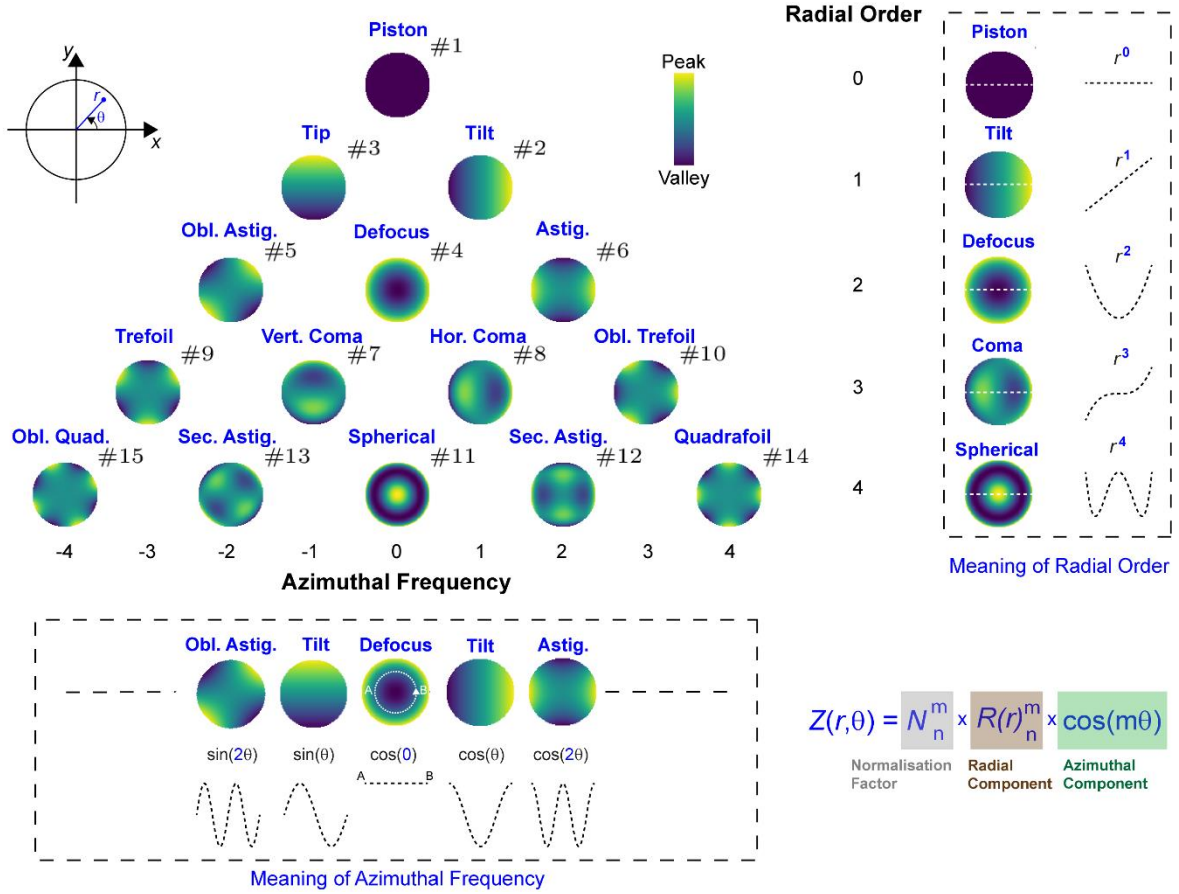 Radial Order
Piston
#1
y
r
θ
x
Peak
Valley
Tip
#3
Tilt
#2
Obl. Astig.
#5
Defocus
#4
Astig.
#6
Trefoil
#9
Vert. Coma
#7
Hor. Coma
#8
Obl. Trefoil
#10
Obl. Quad.
#15
Sec. Astig.
#13
Spherical
#11
Sec. Astig.
#12
Quadrafoil
#14
-4 -3 -2 -1 0 1 2 3 4
Azimuthal Frequency
0
1
2
3
4
Piston
r⁰
Tilt
r¹
Defocus
r²
Coma
r³
Spherical
r⁴
Meaning of Radial Order
Obl. Astig. Tilt Defocus Tilt Astig.
A B
sin(2θ) sin(θ) cos(0) cos(θ) cos(2θ)
A B
Meaning of Azimuthal Frequency
Z(r,θ) = N_n^m x R(r)_n^m x cos(mθ)
Normalisation Factor
Radial Component
Azimuthal Component